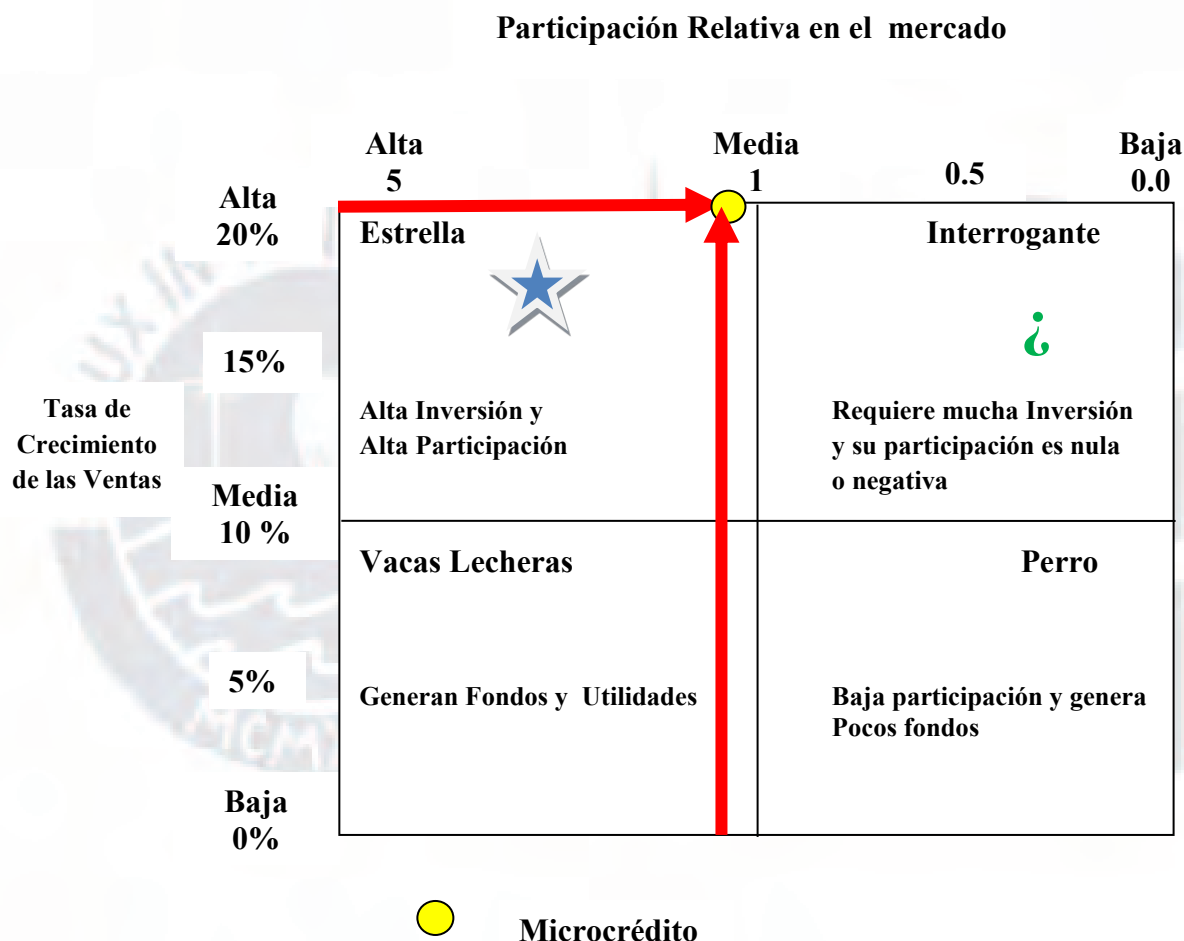 Participación Relativa en el mercado
Alta Media Baja
5 1 0.5 0.0
Alta
20%
Estrella Interrogante
¿
15%
Tasa de
Crecimiento
de las Ventas
Alta Inversión y
Alta Participación
Requiere mucha Inversión
y su participación es nula
o negativa
Media
10 %
Vacas Lecheras Perro
5%
Generan Fondos y Utilidades
Baja participación y genera
Pocos fondos
Baja
0%
Microcrédito